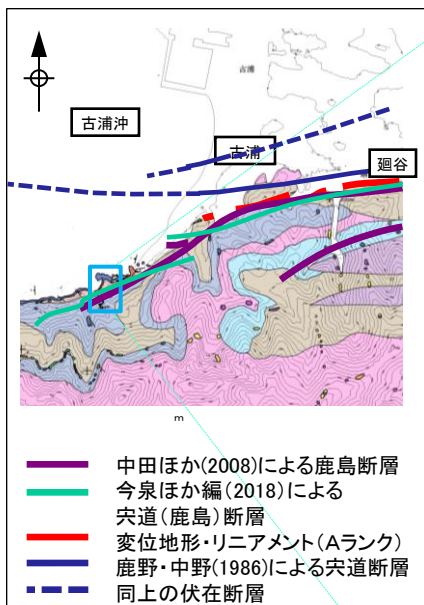 古浦
古浦沖
古浦
廻谷
m
中田ほか(2008)による鹿島断層
今泉ほか編(2018)による
宍道(鹿島)断層
変位地形・リニアメント(Aランク)
鹿野・中野(1986)による宍道断層
同上の伏在断層